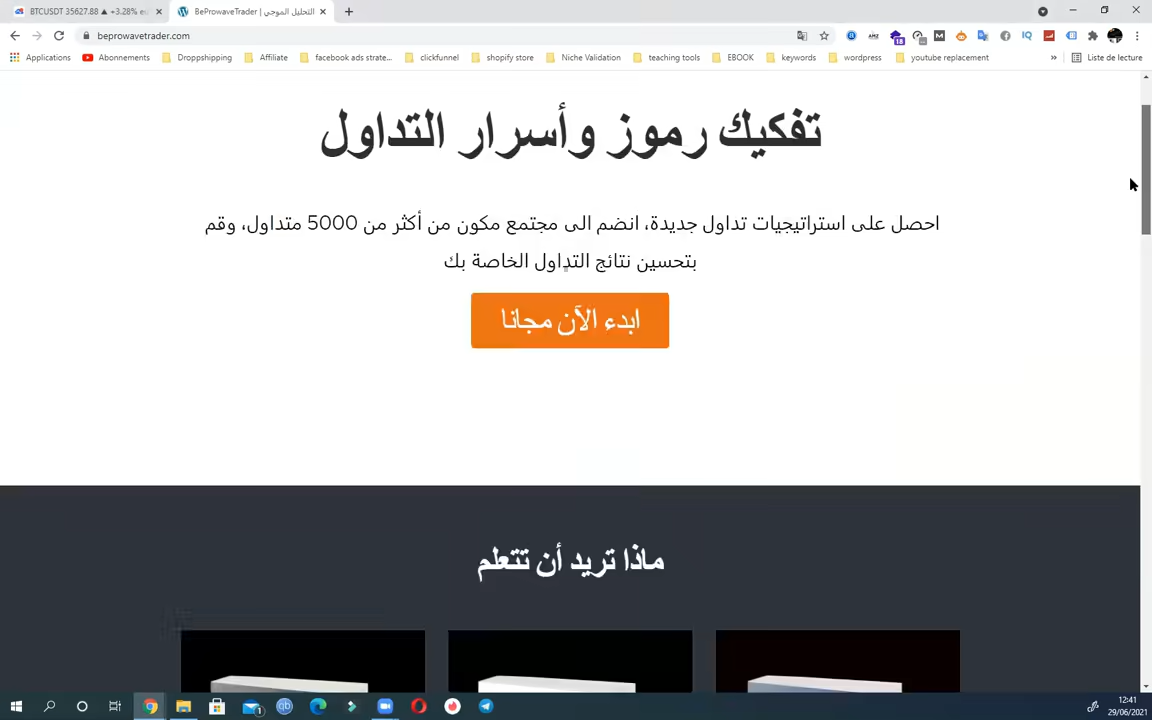 BTCUSDT 35627.88 ▲ +3.28%
BeProwaveTrader | التحليل الموجي
beprowavetrader.com
Applications
Abonnements
Droppshipping
Affiliate
facebook ads strate...
clickfunnel
shopify store
Niche Validation
teaching tools
EBOOK
keywords
wordpress
youtube replacement
»
Liste de lecture
تفكيك رموز وأسرار التداول
احصل على استراتيجيات تداول جديدة، انضم الى مجتمع مكون من أكثر من 5000 متداول، وقم
بتحسين نتائج التداول الخاصة بك
ابدء الآن مجانا
ماذا تريد أن تتعلم
12:41
29/06/2021